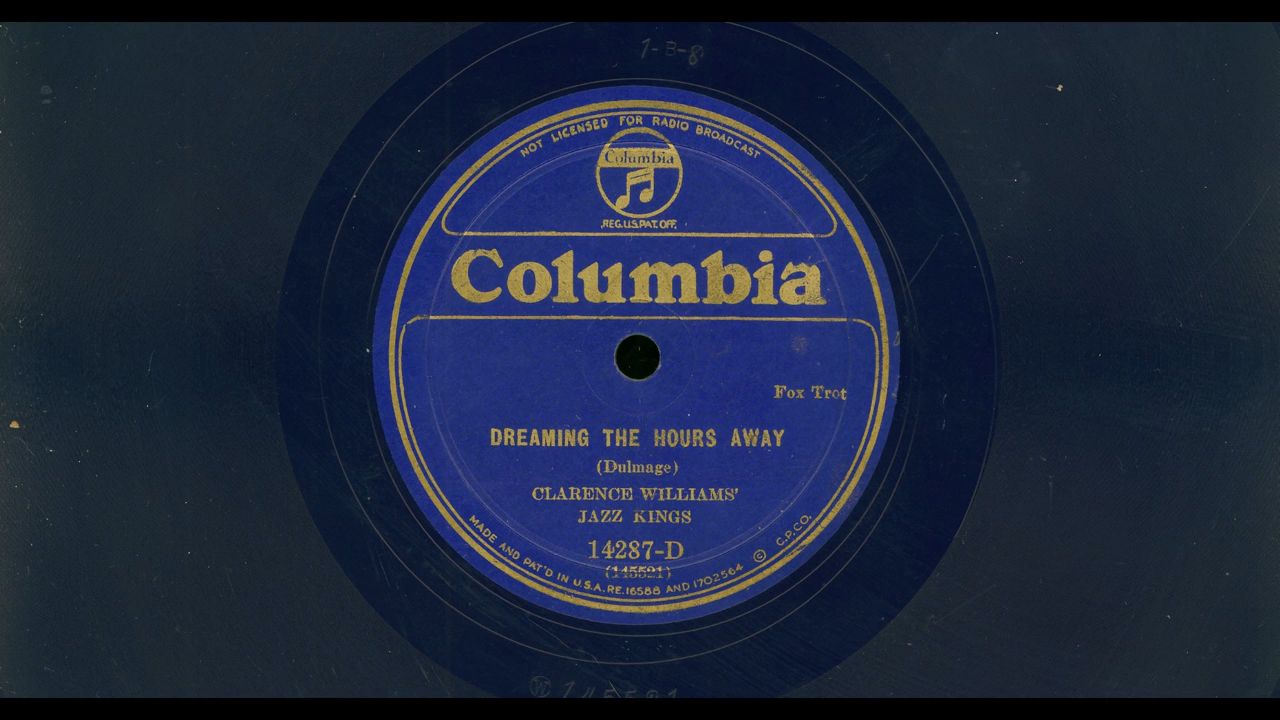 1-B-8
NOT LICENSED FOR RADIO BROADCAST
Columbia
REG.U.S.PAT.OFF.
Columbia
Fox Trot
DREAMING THE HOURS AWAY
(Dulmage)
CLARENCE WILLIAMS'
JAZZ KINGS
14287-D
(145521)
MADE AND PAT'D IN U.S.A. RE.16588 AND 1702564 © C.P.CO.
W 145521